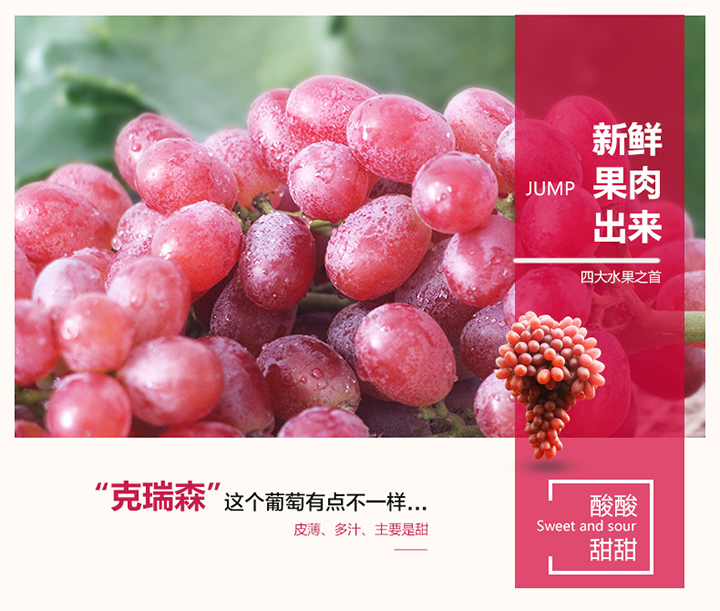 新鲜
JUMP
果肉
出来
四大水果之首
“克瑞森”这个葡萄有点不一样...
皮薄、多汁、主要是甜
酸酸
Sweet and sour
甜甜